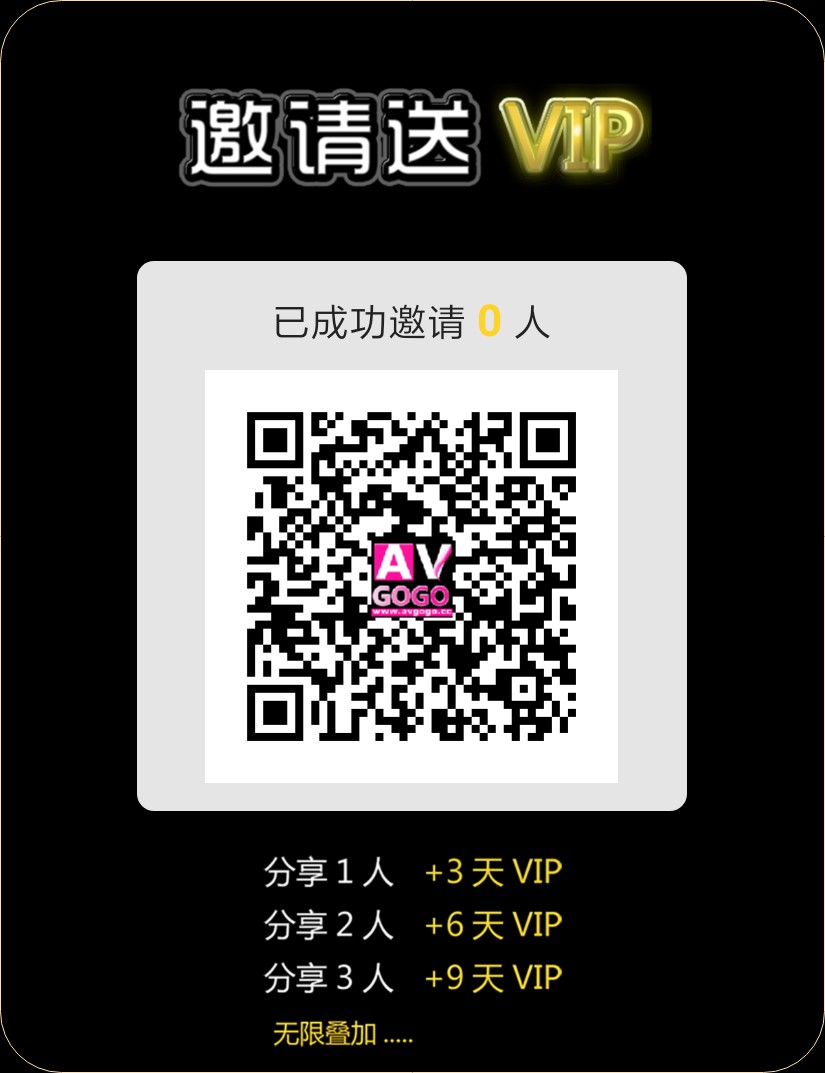 邀请送 VIP
已成功邀请 0 人
AV
GOGO
www.avgogo.cc
分享 1 人 +3 天 VIP
分享 2 人 +6 天 VIP
分享 3 人 +9 天 VIP
无限叠加 .....